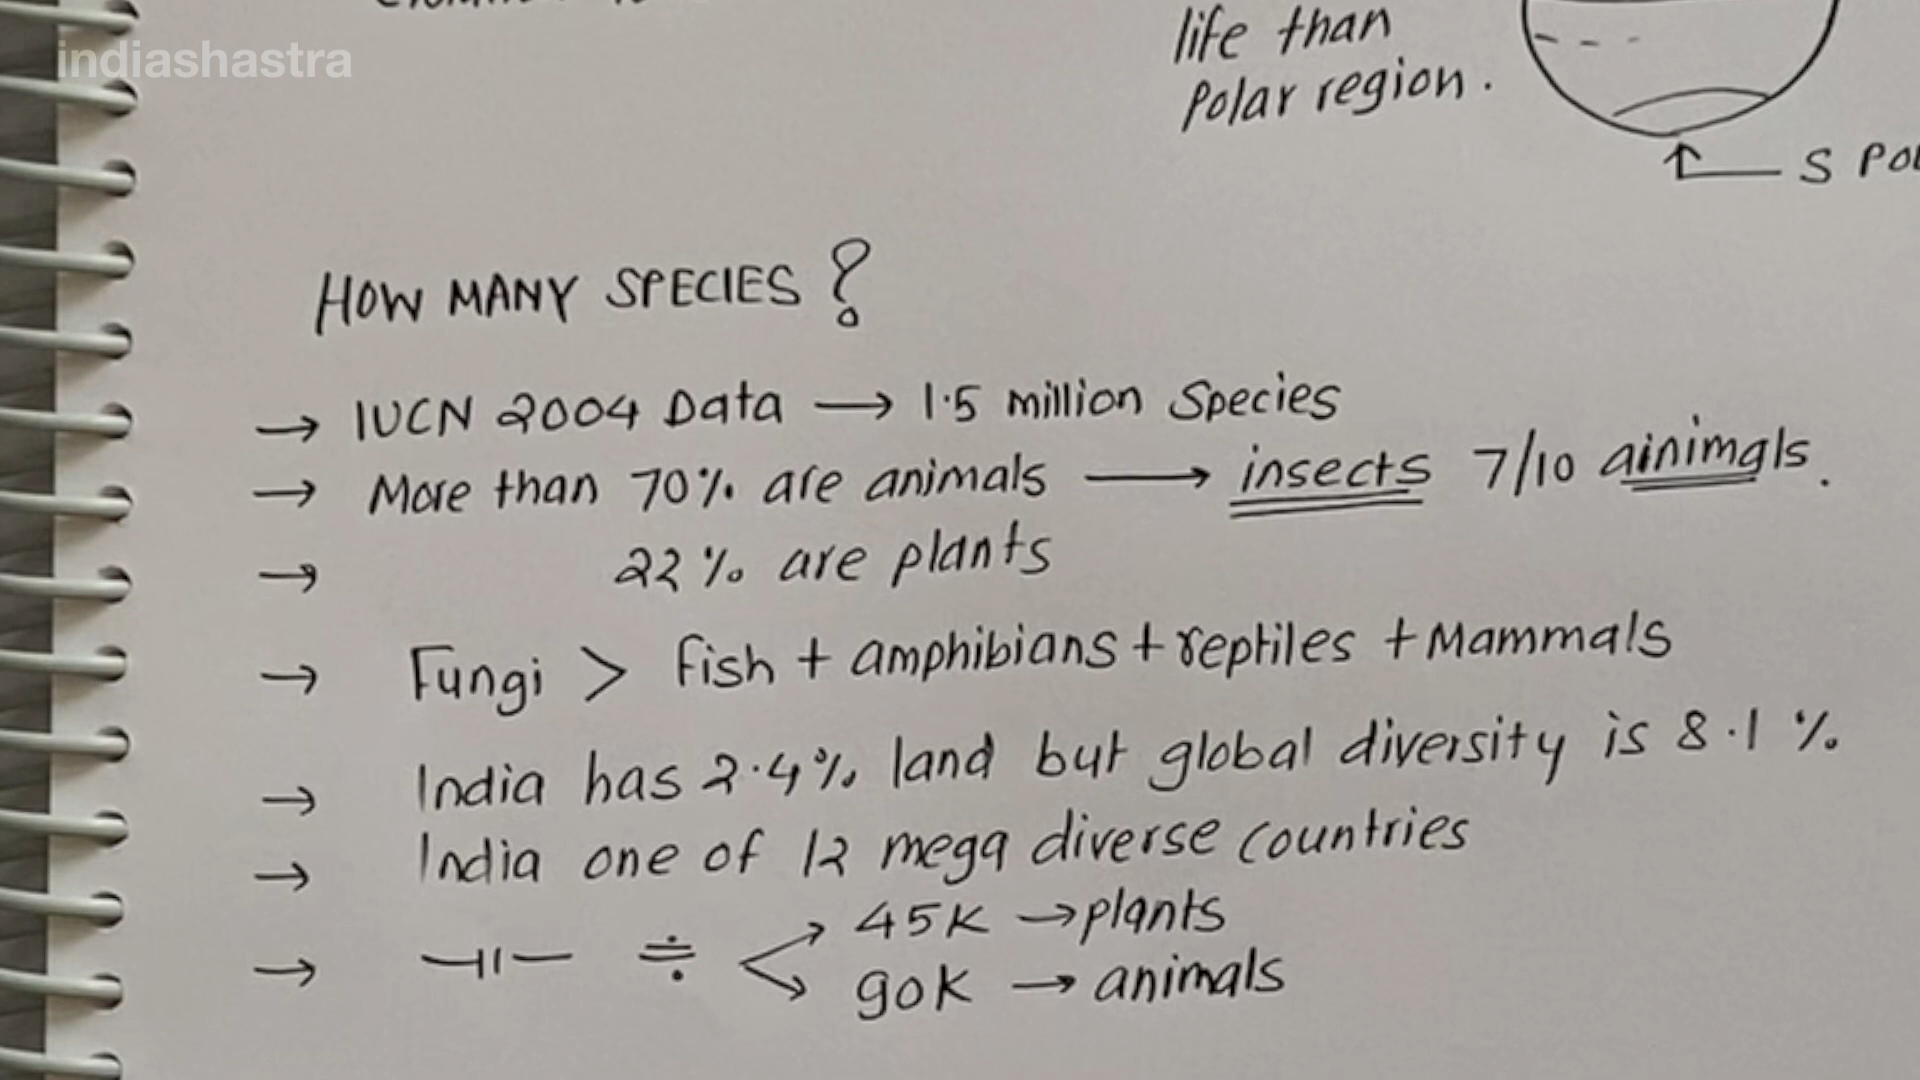 indiashastra
life than
Polar region.
S Pol
HOW MANY SPECIES?
→ IUCN 2004 Data → 1.5 million Species
→ More than 70% are animals → insects 7/10 ainimals.
→ 22% are plants
→ Fungi > fish + amphibians + reptiles + Mammals
→ India has 2.4% land but global diversity is 8.1 %
→ India one of 12 mega diverse countries
→ —||— ÷ < 45K → plants
90K → animals